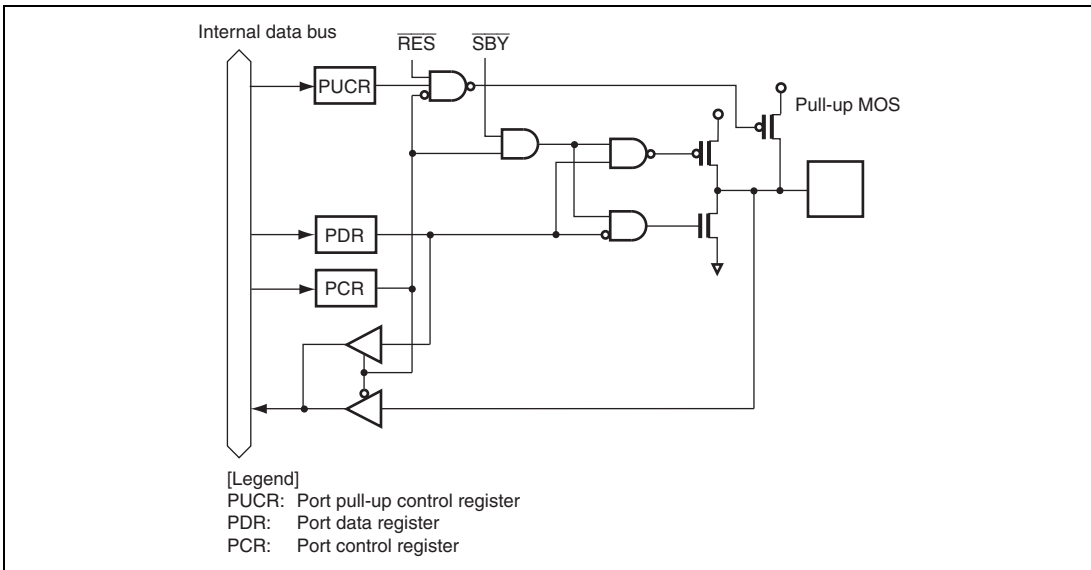 Internal data bus
RES
SBY
PUCR
Pull-up MOS
PDR
PCR
[Legend]
PUCR: Port pull-up control register
PDR: Port data register
PCR: Port control register